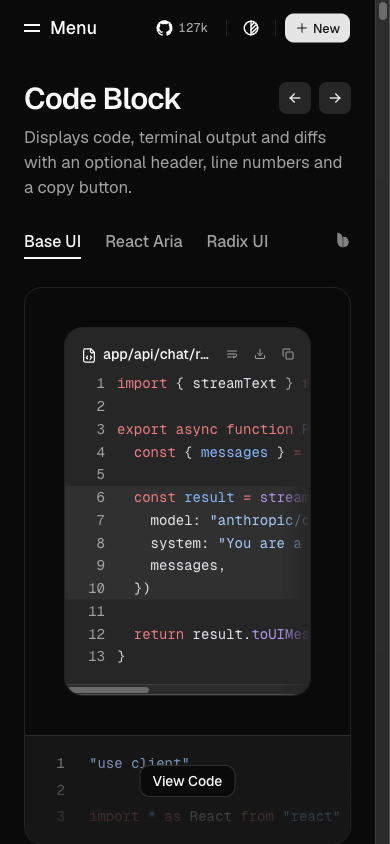 Menu 127k + New
Code Block
Displays code, terminal output and diffs
with an optional header, line numbers and
a copy button.
Base UI React Aria Radix UI
app/api/chat/r...
1 import { streamText }
2
3 export async function
4 const { messages } =
5
6 const result = stream
7 model: "anthropic/
8 system: "You are a
9 messages,
10 })
11
12 return result.toUIMes
13 }
1 "use client"
View Code
2
3 import * as React from "react"